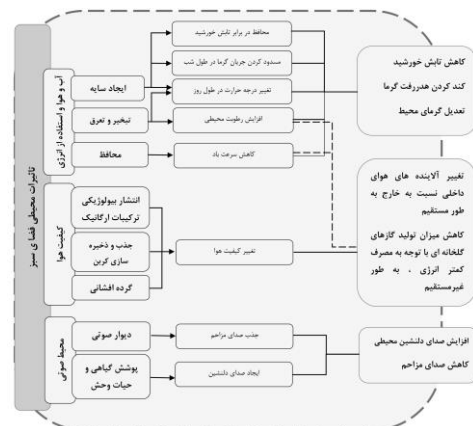 تاثیرات محیطی فضا ی سبز
آب و هوا و استفاده از انرژی
ایجاد سایه
تبخیر و تعرق
محافظ
محافظ در برابر تابش خورشید
مسدود کردن جریان گرما در طول شب
تغییر درجه حرارت در طول روز
افزایش رطوبت محیطی
کاهش سرعت باد
کاهش تابش خورشید
کند کردن هدررفت گرما
تعدیل گرمای محیط
کیفیت هوا
انتشار بیولوژیکی
ترکیبات ارگانیک
جذب و ذخیره
سازی کربن
گرده افشانی
تغییر کیفیت هوا
تغییر آلاینده های هوای
داخلی نسبت به خارج به
طور مستقیم
کاهش میزان تولید گازهای
گلخانه ای با توجه به مصرف
کمتر انرژی ، به طور
غیرمستقیم
محیط صوتی
دیوار صوتی
پوشش گیاهی و
حیات وحش
جذب صدای مزاحم
ایجاد صدای دلنشین
افزایش صدای دلنشین محیطی
کاهش صدای مزاحم